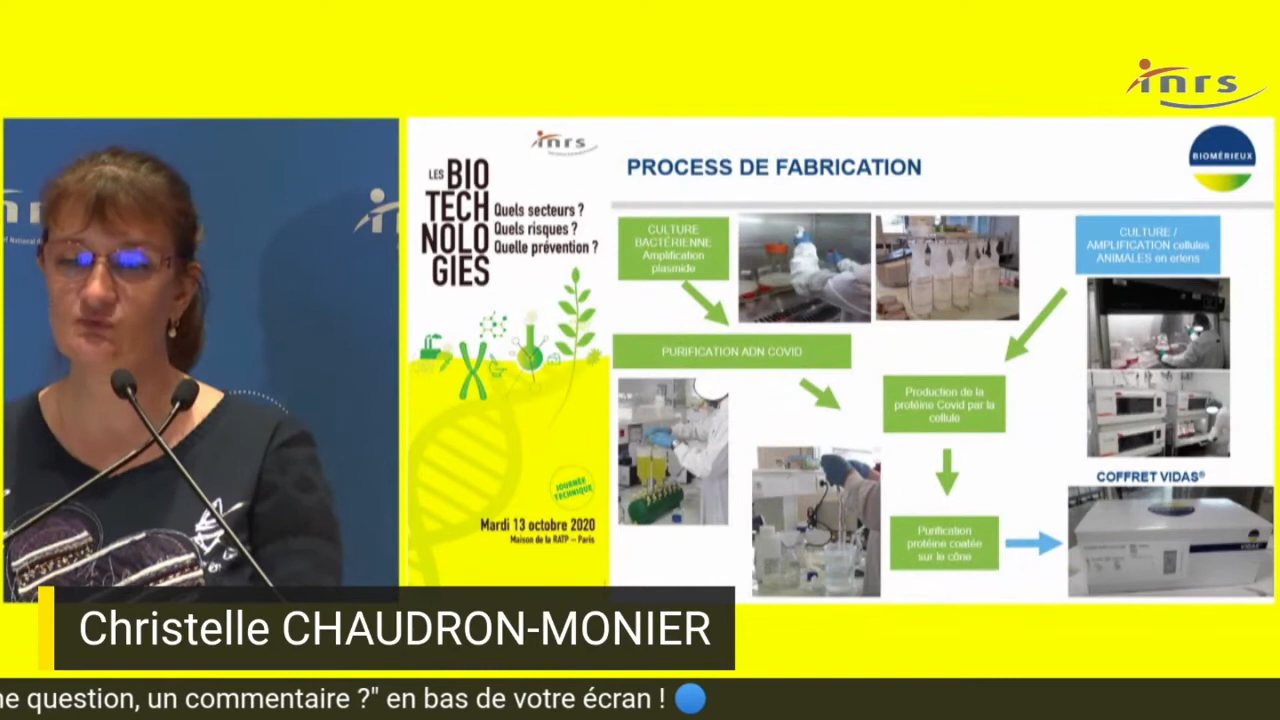 inrs
inrs
LES BIO
TECH
NOLO
GIES
Quels secteurs ?
Quels risques ?
Quelle prévention ?
JOURNÉE
TECHNIQUE
Mardi 13 octobre 2020
Maison de la RATP – Paris
PROCESS DE FABRICATION
BIOMÉRIEUX
CULTURE
BACTÉRIENNE
Amplification
plasmide
CULTURE /
AMPLIFICATION cellules
ANIMALES en erlens
PURIFICATION ADN COVID
Production de la
protéine Covid par la
cellule
COFFRET VIDAS®
Purification
protéine coatée
sur le cône
VIDAS
Christelle CHAUDRON-MONIER
ne question, un commentaire ?" en bas de votre écran !